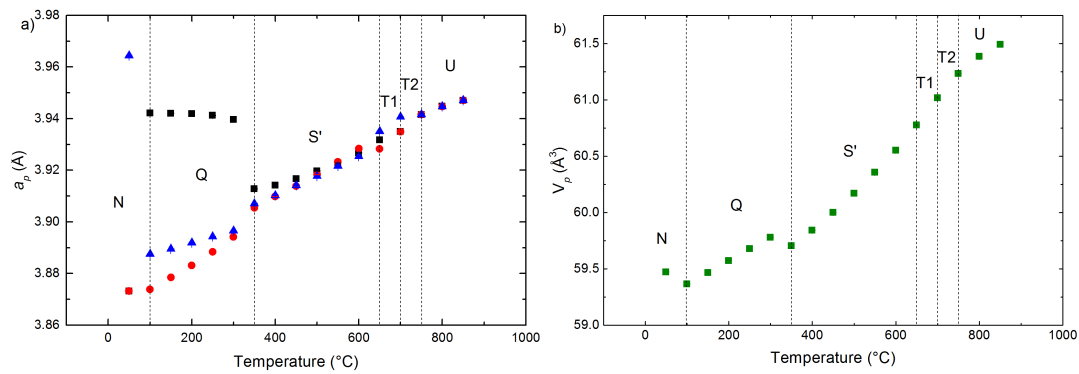 a)
3.98
3.96
3.94
3.92
3.90
3.88
3.86
a_p (Å)
N
Q
S'
T1
T2
U
0
200
400
600
800
1000
Temperature (°C)
b)
61.5
61.0
60.5
60.0
59.5
59.0
V_p (Å³)
N
Q
S'
T1
T2
U
0
200
400
600
800
1000
Temperature (°C)